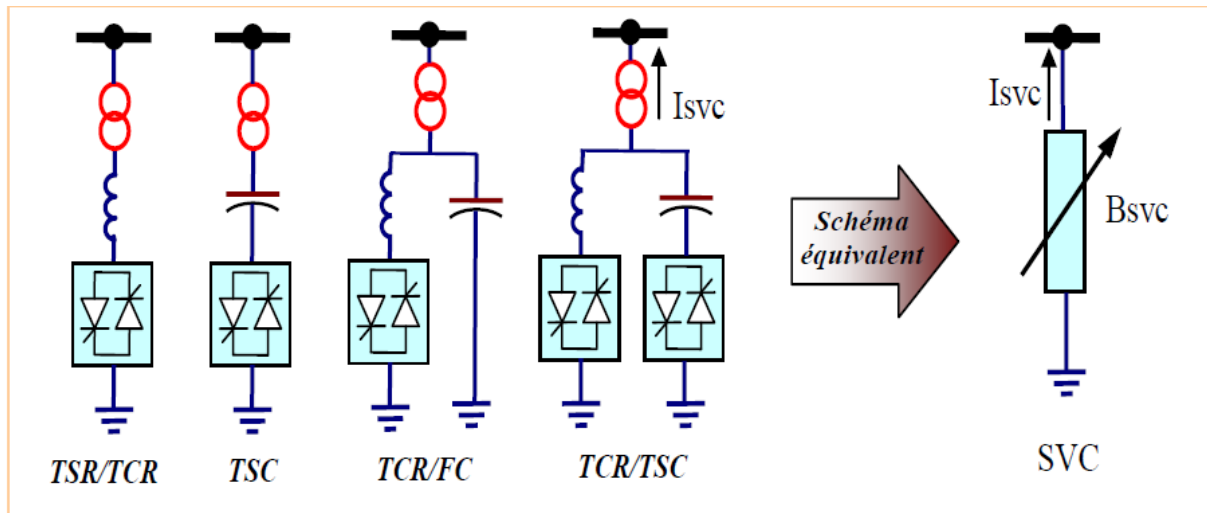 Isvc
Isvc
Bsvc
Schéma
équivalent
TSR/TCR
TSC
TCR/FC
TCR/TSC
SVC